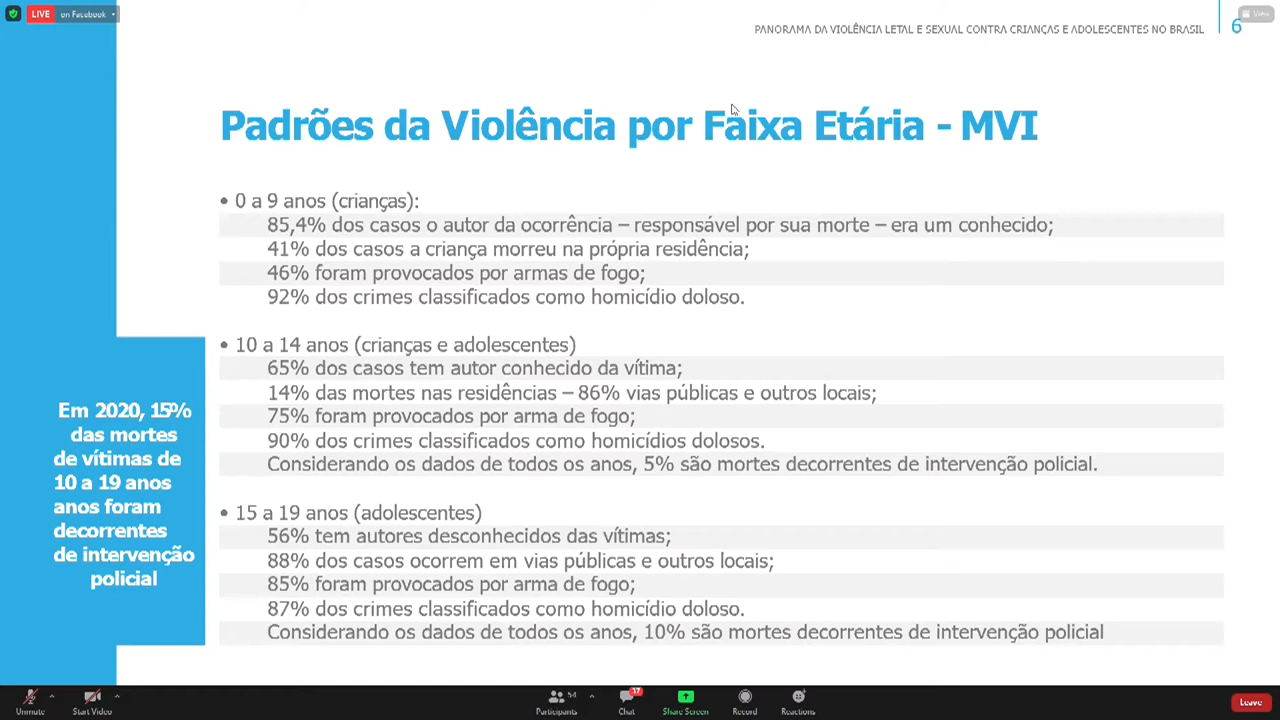 LIVE on Facebook
View
PANORAMA DA VIOLÊNCIA LETAL E SEXUAL CONTRA CRIANÇAS E ADOLESCENTES NO BRASIL 6
Padrões da Violência por Faixa Etária - MVI
• 0 a 9 anos (crianças):
85,4% dos casos o autor da ocorrência – responsável por sua morte – era um conhecido;
41% dos casos a criança morreu na própria residência;
46% foram provocados por armas de fogo;
92% dos crimes classificados como homicídio doloso.
• 10 a 14 anos (crianças e adolescentes)
65% dos casos tem autor conhecido da vítima;
14% das mortes nas residências – 86% vias públicas e outros locais;
75% foram provocados por arma de fogo;
90% dos crimes classificados como homicídios dolosos.
Considerando os dados de todos os anos, 5% são mortes decorrentes de intervenção policial.
• 15 a 19 anos (adolescentes)
56% tem autores desconhecidos das vítimas;
88% dos casos ocorrem em vias públicas e outros locais;
85% foram provocados por arma de fogo;
87% dos crimes classificados como homicídio doloso.
Considerando os dados de todos os anos, 10% são mortes decorrentes de intervenção policial
Em 2020,
das mortes
de vítimas de
10 a 19 anos
anos foram
decorrentes
de intervenção
policial
Unmute
Start Video
54
Participants
17
Chat
Share Screen
Record
Reactions
Leave